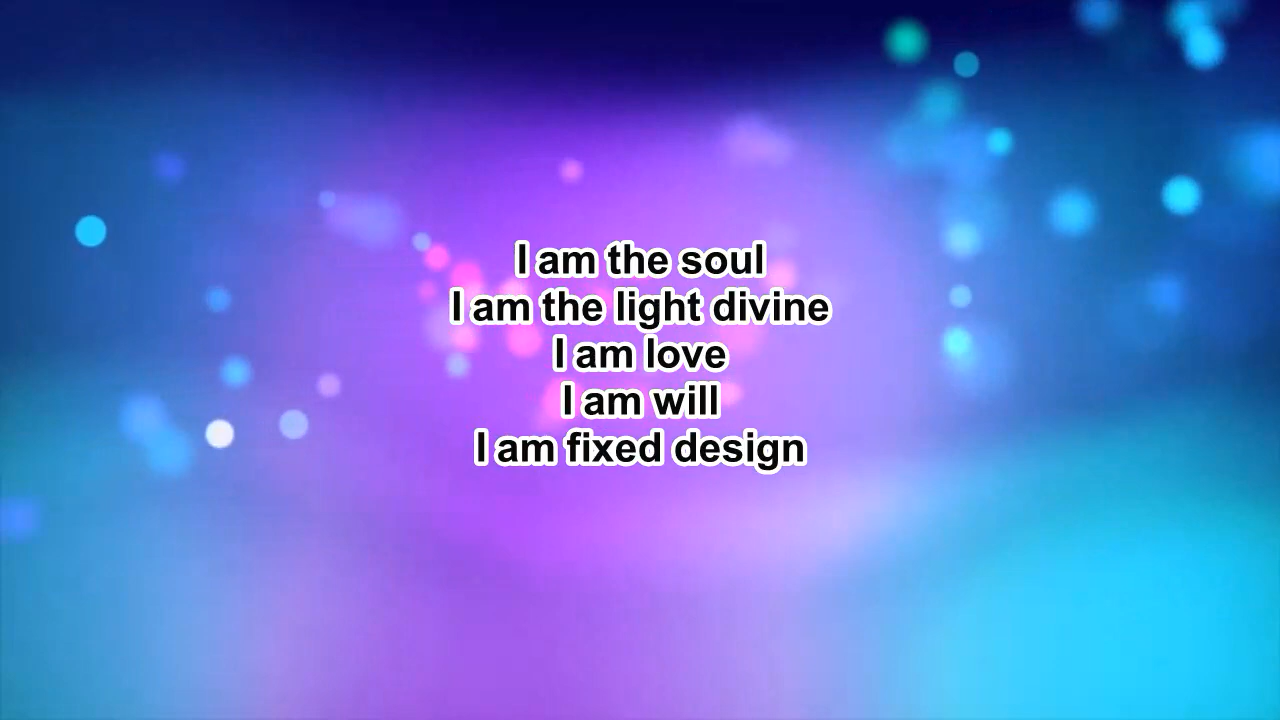 I am the soul
I am the light divine
I am love
I am will
I am fixed design